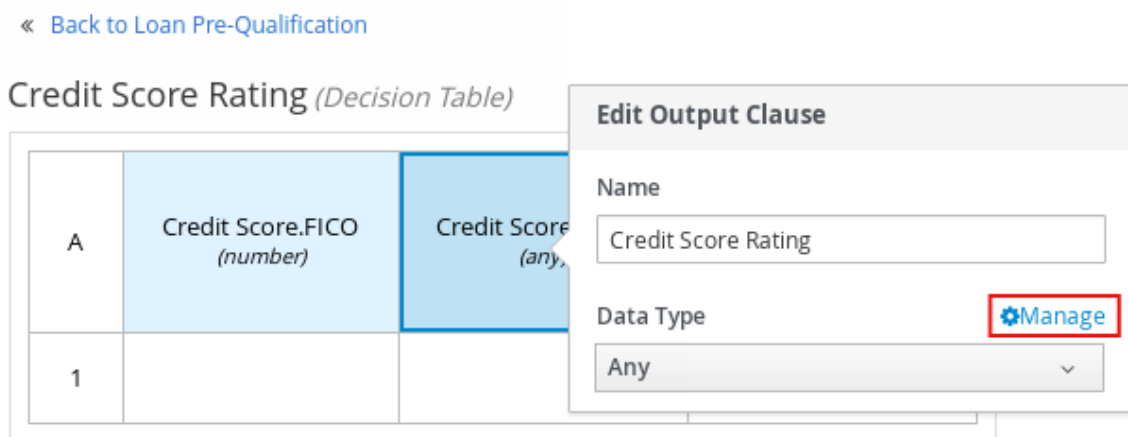 « Back to Loan Pre-Qualification
Credit Score Rating (Decision Table)
A
Credit Score.FICO
(number)
Credit Score
(any)
1
Edit Output Clause
Name
Credit Score Rating
Data Type
Manage
Any